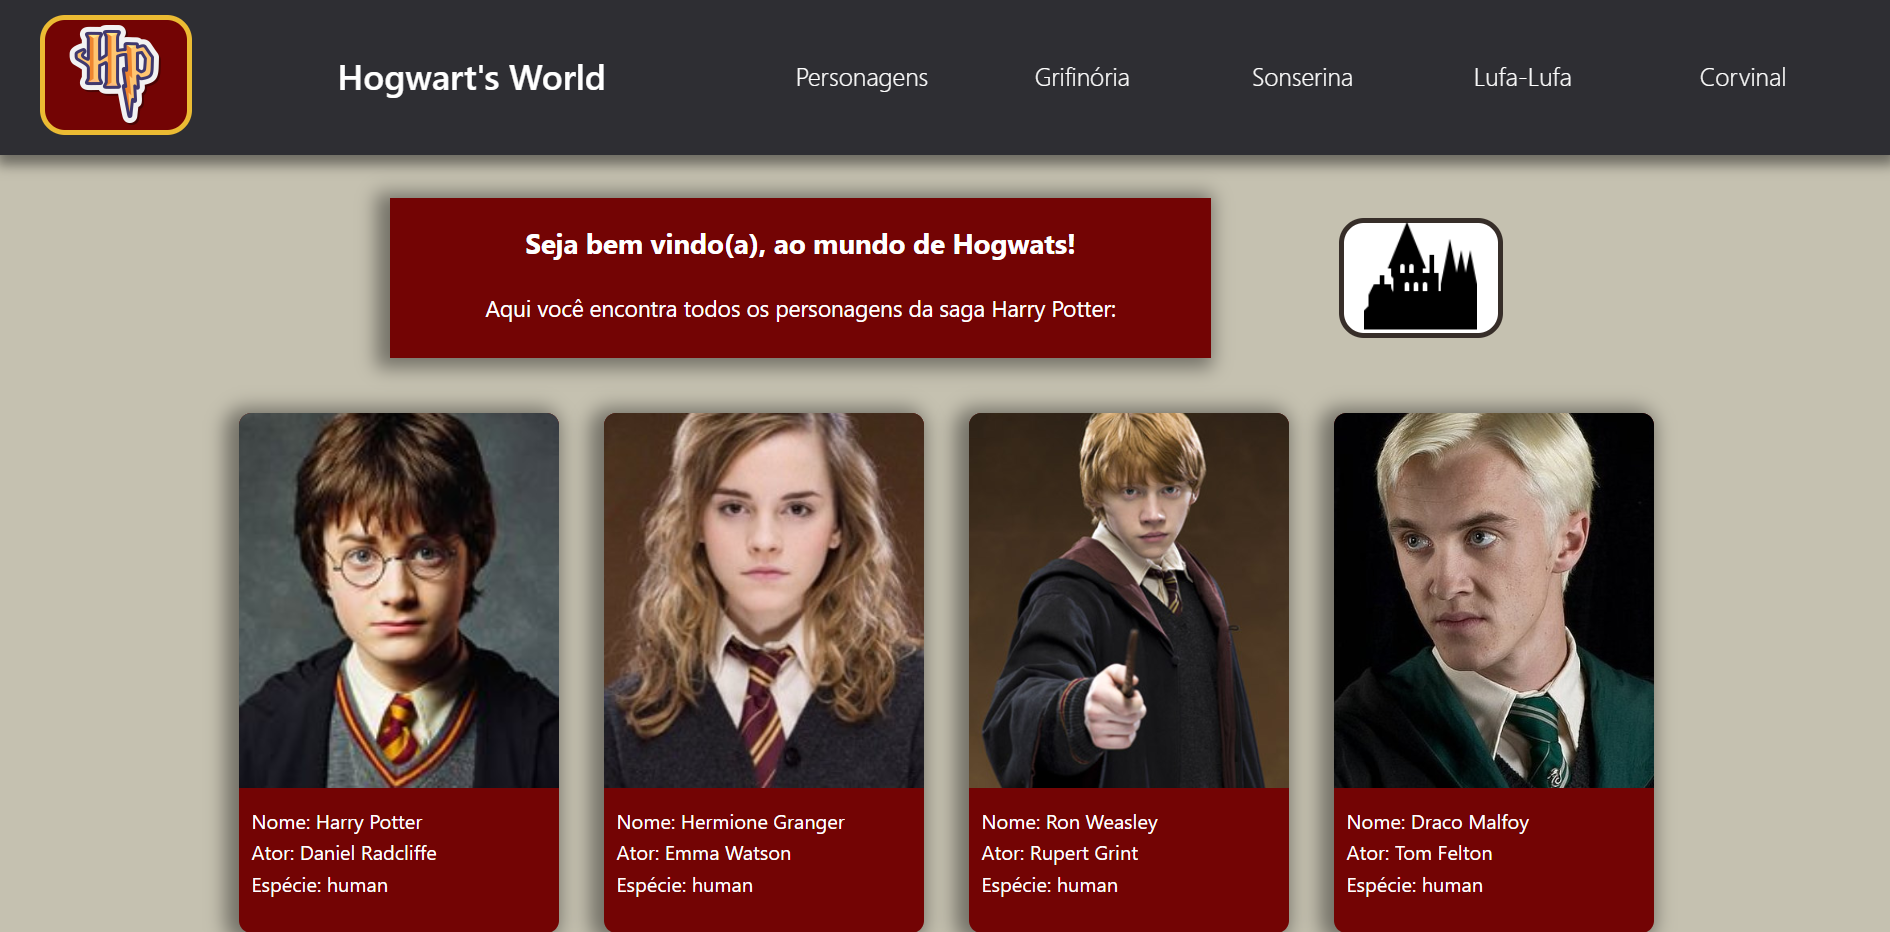 Hp
Hogwart's World
Personagens
Grifinória
Sonserina
Lufa-Lufa
Corvinal
Seja bem vindo(a), ao mundo de Hogwats!
Aqui você encontra todos os personagens da saga Harry Potter:
Nome: Harry Potter
Ator: Daniel Radcliffe
Espécie: human
Nome: Hermione Granger
Ator: Emma Watson
Espécie: human
Nome: Ron Weasley
Ator: Rupert Grint
Espécie: human
Nome: Draco Malfoy
Ator: Tom Felton
Espécie: human